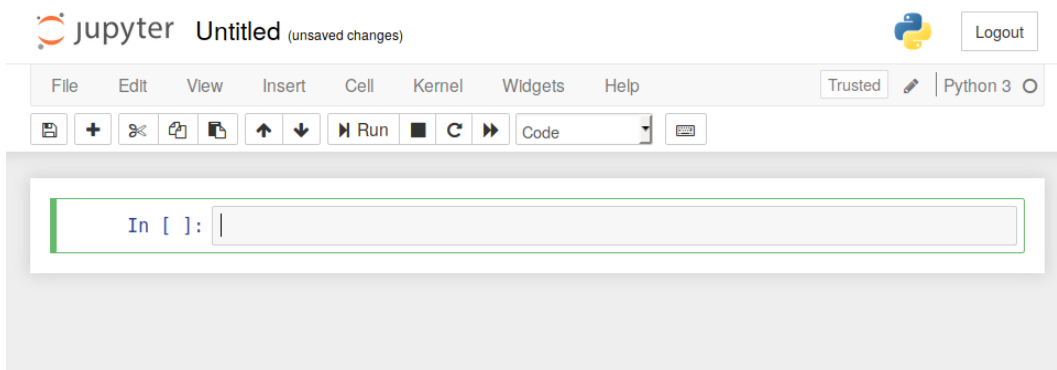 jupyter Untitled (unsaved changes) Logout
File Edit View Insert Cell Kernel Widgets Help Trusted Python 3
Run Code
In [ ]: